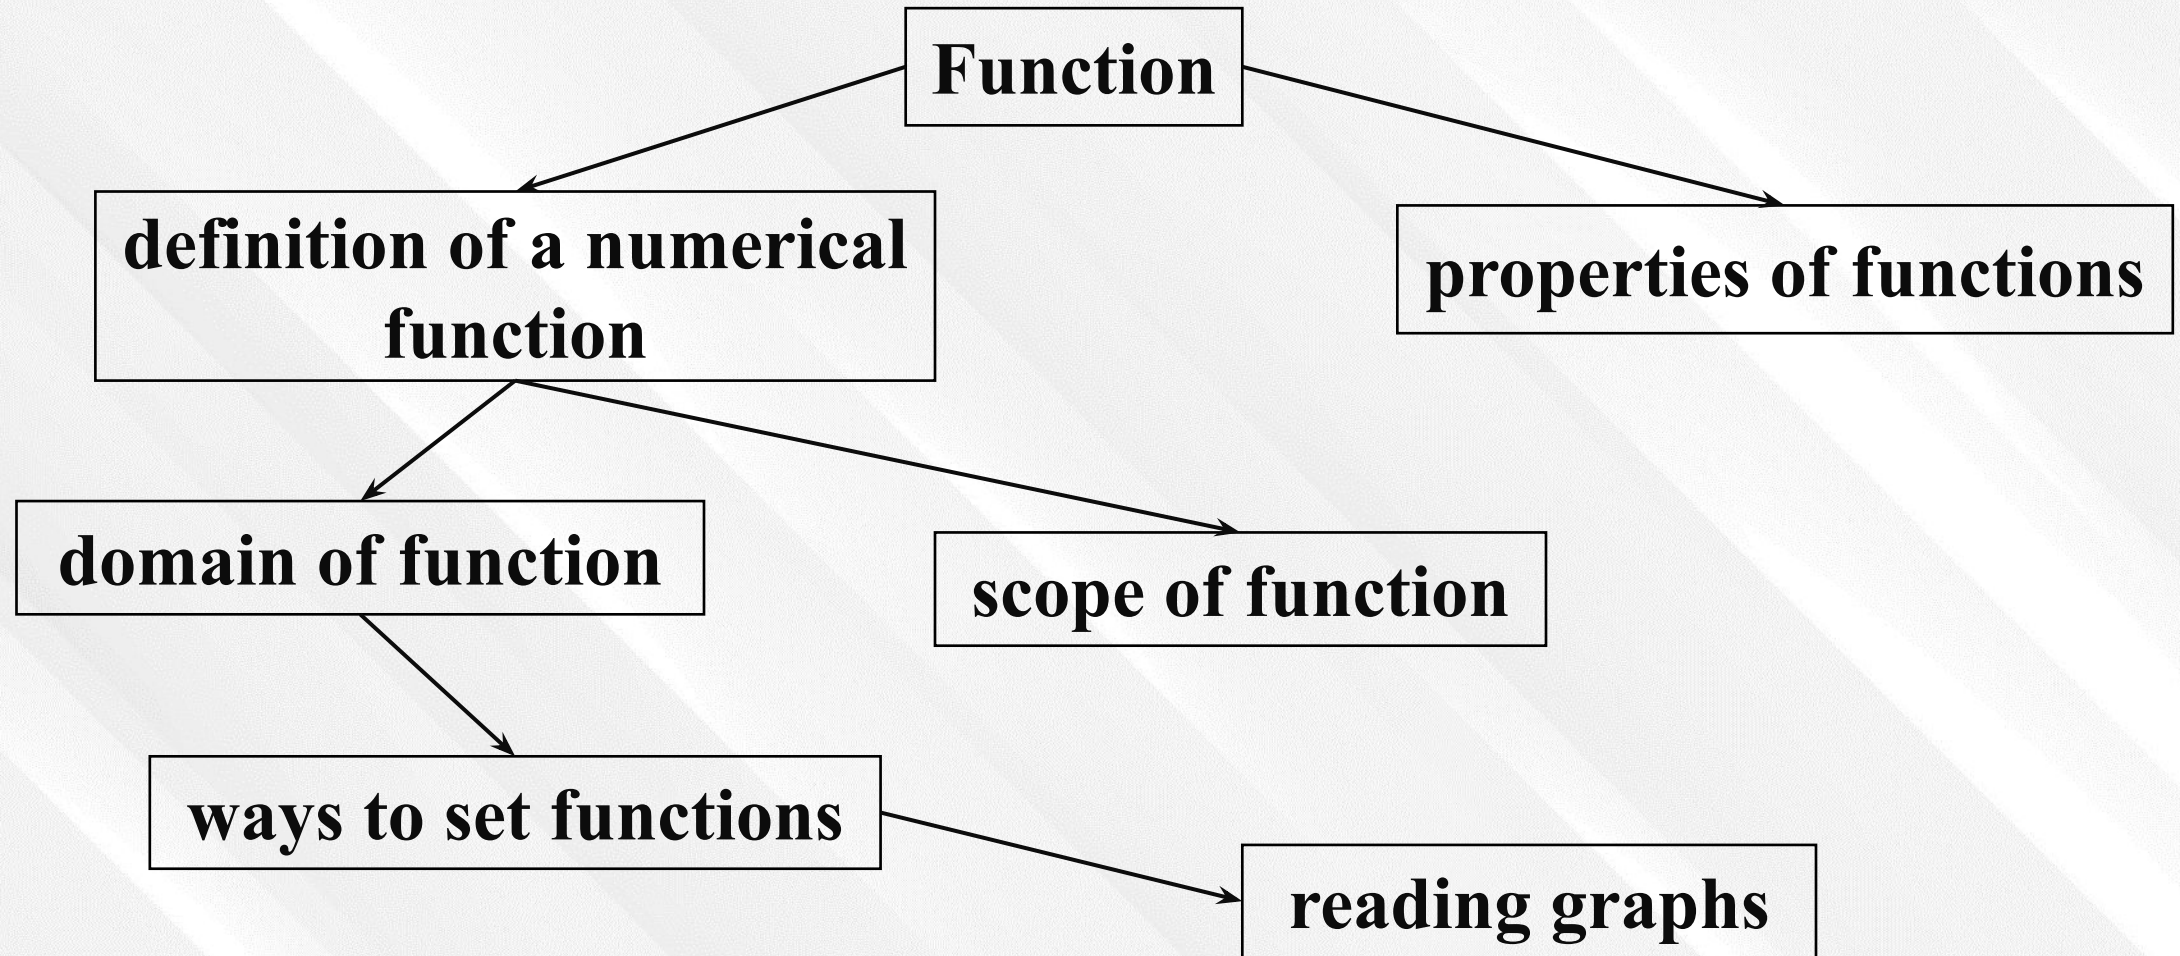 Function
definition of a numerical
function
properties of functions
domain of function
scope of function
ways to set functions
reading graphs